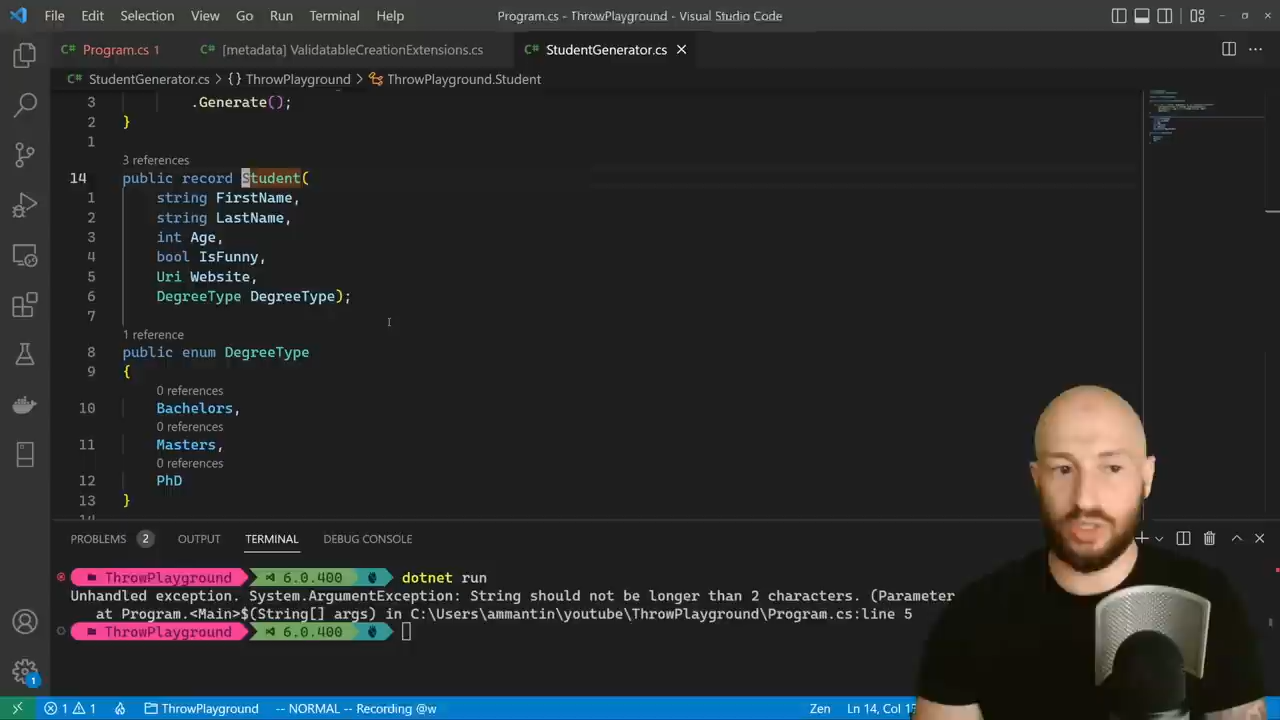 File Edit Selection View Go Run Terminal Help Program.cs - ThrowPlayground - Visual Studio Code
Program.cs 1 [metadata] ValidatableCreationExtensions.cs StudentGenerator.cs
StudentGenerator.cs > {} ThrowPlayground > ThrowPlayground.Student
3 .Generate();
2 }
1
3 references
14 public record Student(
1 string FirstName,
2 string LastName,
3 int Age,
4 bool IsFunny,
5 Uri Website,
6 DegreeType DegreeType);
7
1 reference
8 public enum DegreeType
9 {
0 references
10 Bachelors,
0 references
11 Masters,
0 references
12 PhD
13 }
PROBLEMS 2 OUTPUT TERMINAL DEBUG CONSOLE
ThrowPlayground 6.0.400 dotnet run
Unhandled exception. System.ArgumentException: String should not be longer than 2 characters. (Parameter
at Program.<Main>$(String[] args) in C:\Users\ammantin\youtube\ThrowPlayground\Program.cs:line 5
ThrowPlayground 6.0.400
1 1 1 ThrowPlayground -- NORMAL -- Recording @w Zen Ln 14, Col 15